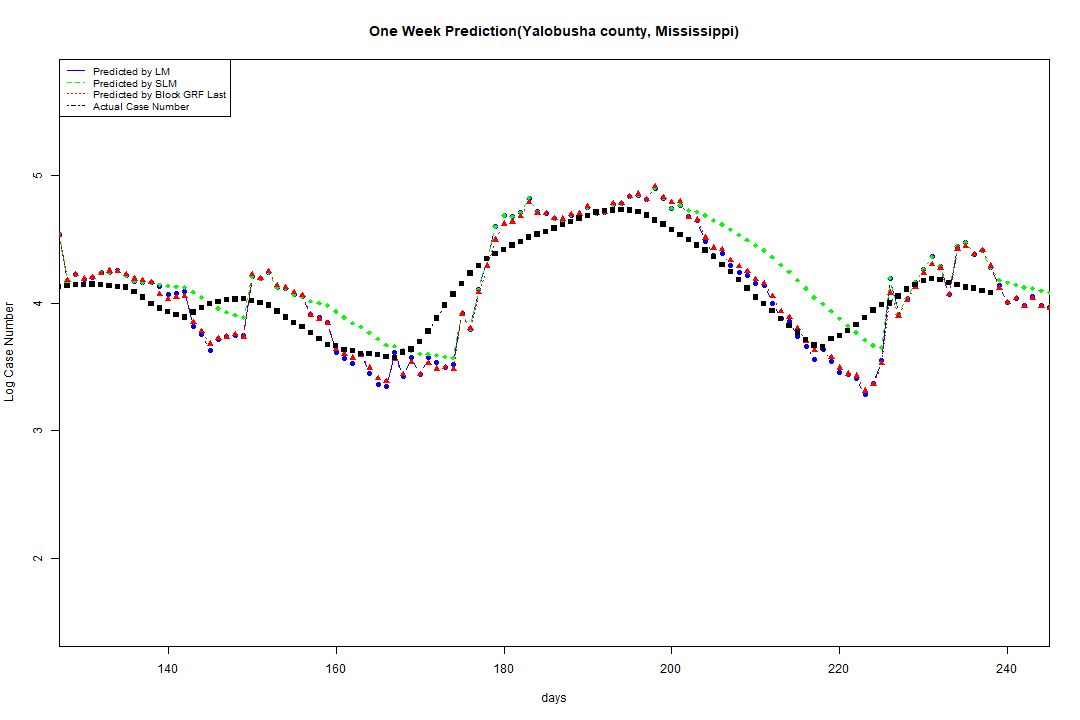 One Week Prediction(Yalobusha county, Mississippi)
Predicted by LM
Predicted by SLM
Predicted by Block GRF Last
Actual Case Number
5
4
3
2
Log Case Number
140 160 180 200 220 240
days